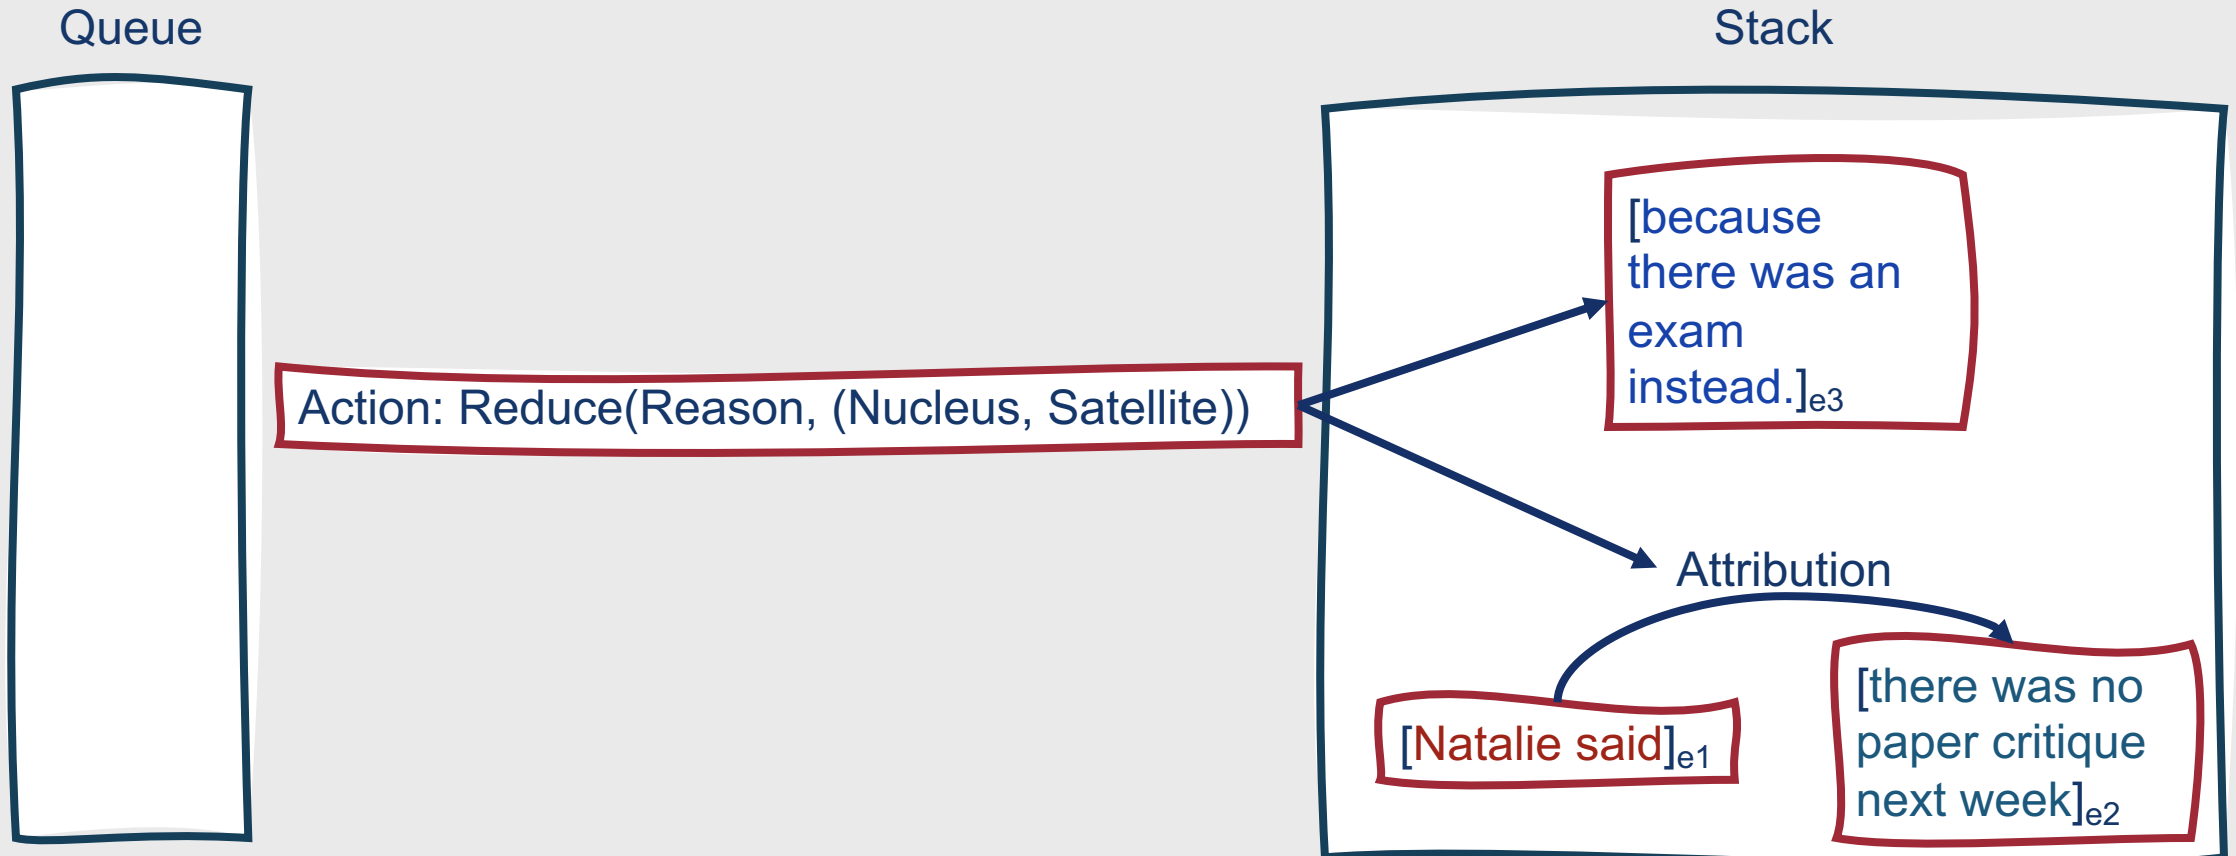 Queue
Stack
Action: Reduce(Reason, (Nucleus, Satellite))
[because
there was an
exam
instead.]e3
Attribution
[Natalie said]e1
[there was no
paper critique
next week]e2